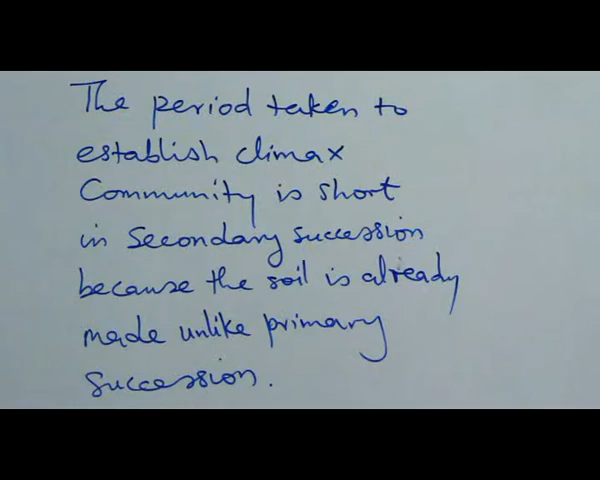 The period taken to
establish climax
Community is short
in Secondary succession
because the soil is already
made unlike primary
succession.